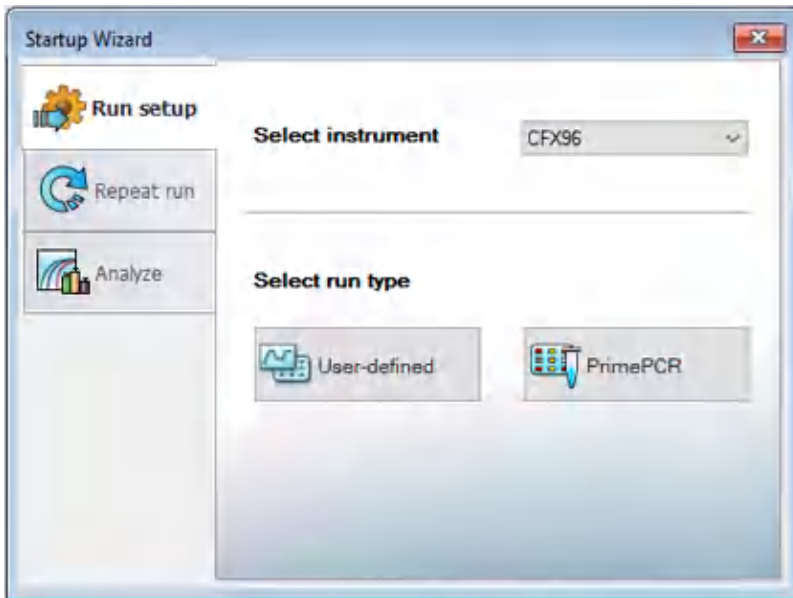 Startup Wizard
Run setup
Repeat run
Analyze
Select instrument
CFX96
Select run type
User-defined
PrimePCR